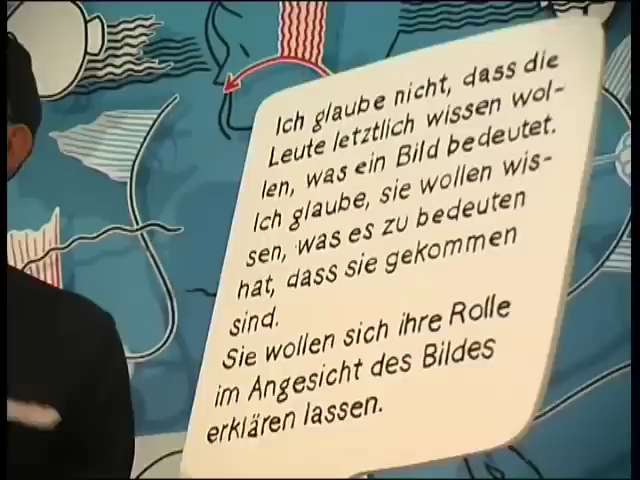 Ich glaube nicht, dass die
Leute letztlich wissen wol-
len, was ein Bild bedeutet.
Ich glaube, sie wollen wis-
sen, was es zu bedeuten
hat, dass sie gekommen
sind.
Sie wollen sich ihre Rolle
im Angesicht des Bildes
erklären lassen.